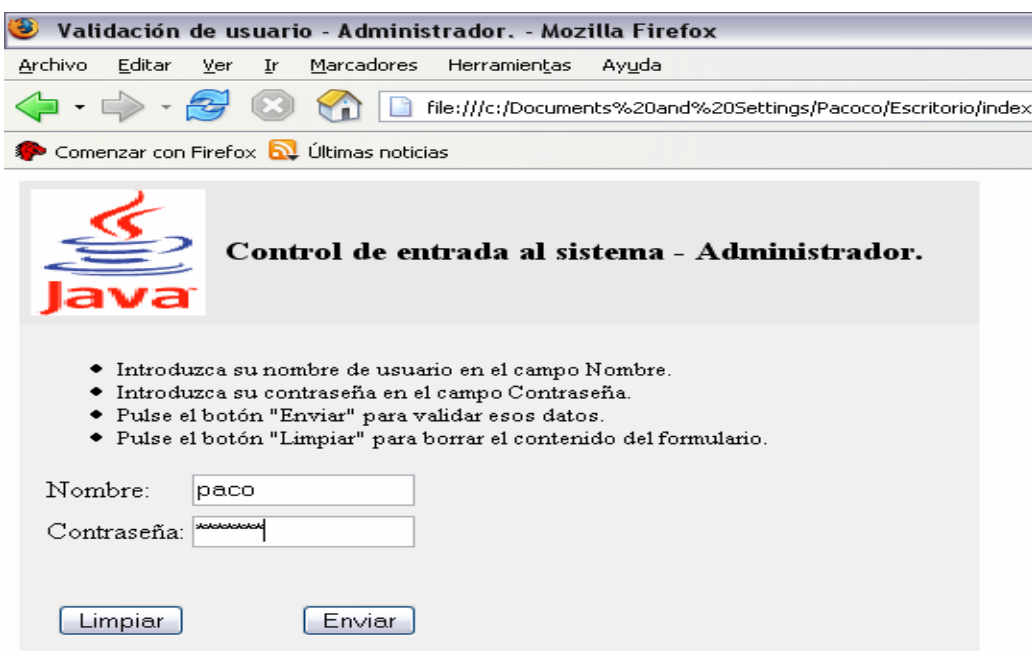 Validación de usuario - Administrador. - Mozilla Firefox
Archivo Editar Ver Ir Marcadores Herramientas Ayuda
file:///c:/Documents%20and%20Settings/Pacoco/Escritorio/index
Comenzar con Firefox Últimas noticias
Java
Control de entrada al sistema - Administrador.
Introduzca su nombre de usuario en el campo Nombre.
Introduzca su contraseña en el campo Contraseña.
Pulse el botón "Enviar" para validar esos datos.
Pulse el botón "Limpiar" para borrar el contenido del formulario.
Nombre: paco
Contraseña: ********
Limpiar Enviar